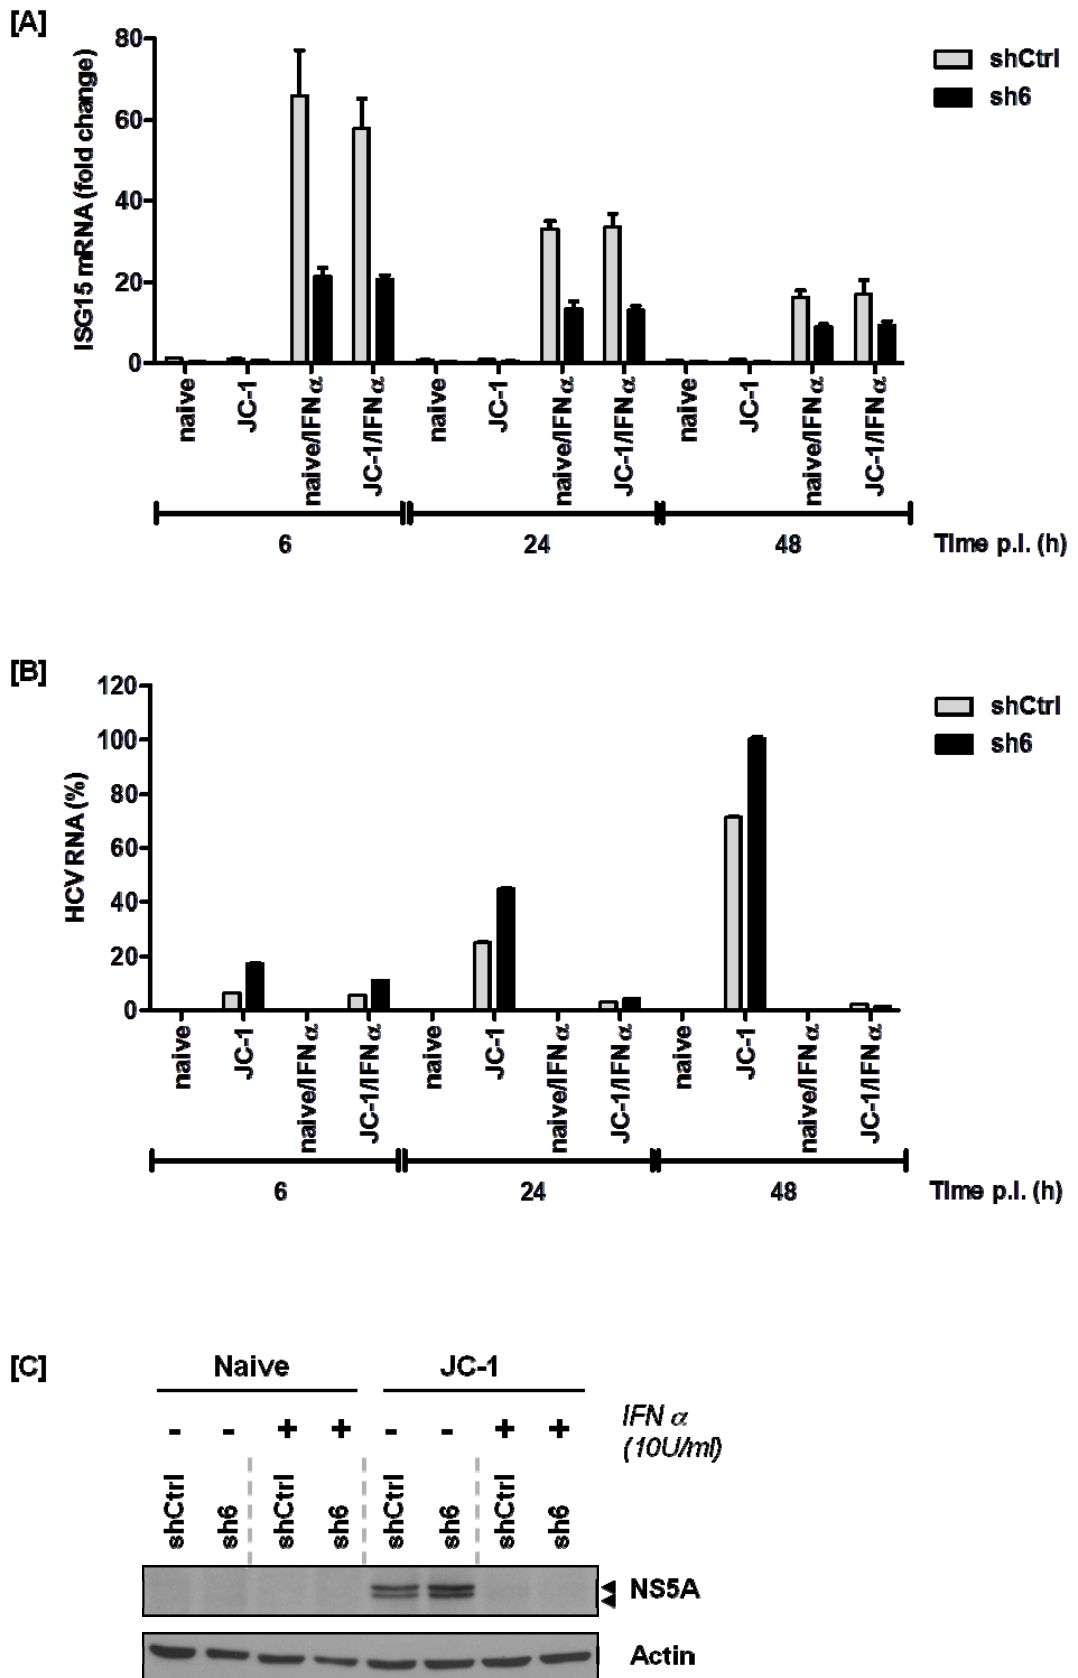 [A]
80
60
40
20
0
ISG15 mRNA (fold change)
shCtrl
sh6
naive
JC-1
naive/IFNα
JC-1/IFNα
naive
JC-1
naive/IFNα
JC-1/IFNα
naive
JC-1
naive/IFNα
JC-1/IFNα
6 24 48 Time p.i. (h)
[B]
120
100
80
60
40
20
0
HCV RNA (%)
shCtrl
sh6
naive
JC-1
naive/IFNα
JC-1/IFNα
naive
JC-1
naive/IFNα
JC-1/IFNα
naive
JC-1
naive/IFNα
JC-1/IFNα
6 24 48 Time p.i. (h)
[C]
Naive JC-1
- - + + - - + + IFN α
(10U/ml)
shCtrl sh6 shCtrl sh6 shCtrl sh6 shCtrl sh6
NS5A
Actin